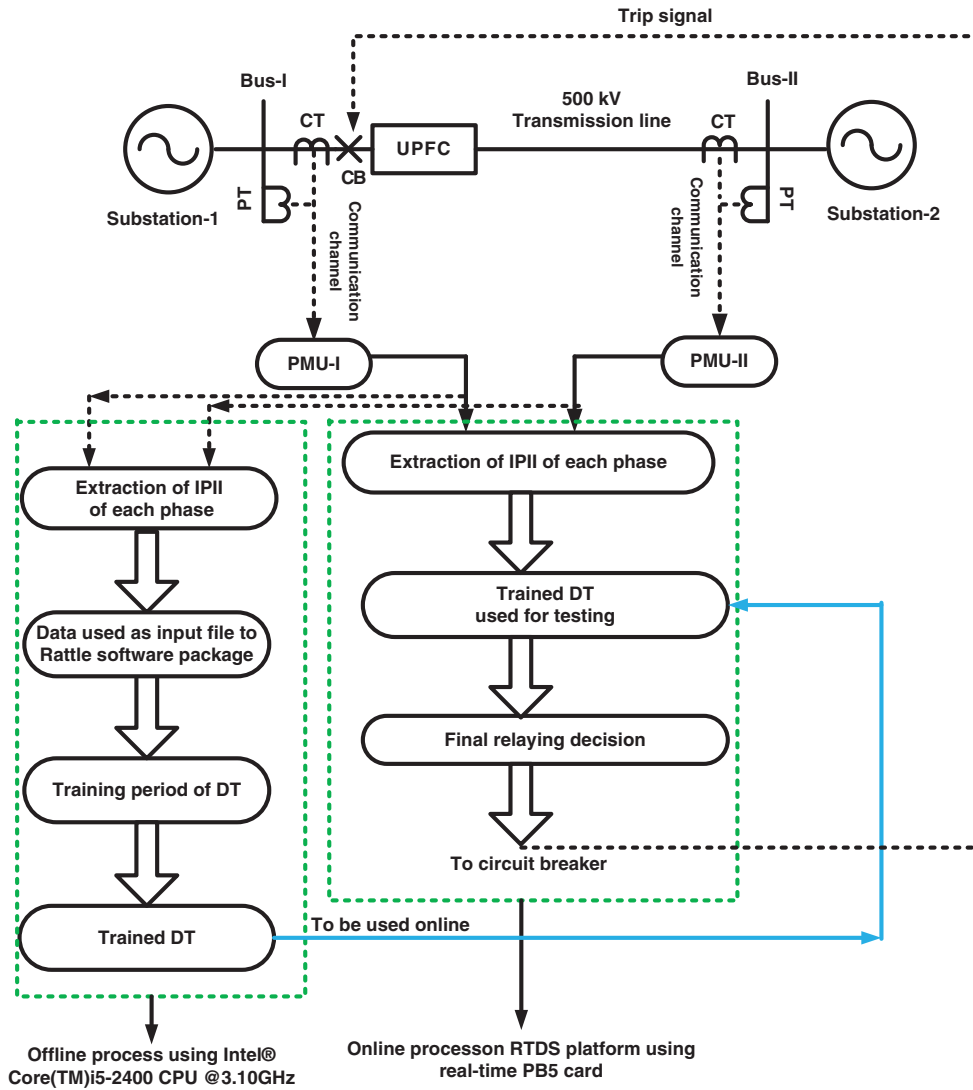 Trip signal
Bus-I
Bus-II
500 kV
Transmission line
CT
CT
UPFC
CB
PT
PT
Substation-1
Substation-2
Communication
channel
Communication
channel
PMU-I
PMU-II
Extraction of IPII
of each phase
Extraction of IPII of each phase
Data used as input file to
Rattle software package
Trained DT
used for testing
Training period of DT
Final relaying decision
To circuit breaker
Trained DT
To be used online
Offline process using Intel®
Core(TM)i5-2400 CPU @3.10GHz
Online processon RTDS platform using
real-time PB5 card